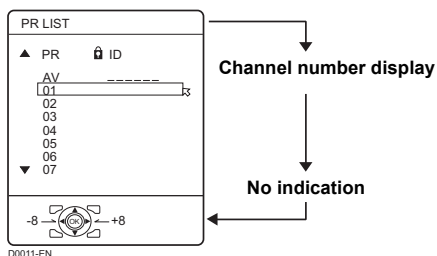 PR LIST
PR ID
AV ______
01
02
03
04
05
06
07
-8 OK +8
D0011-EN
Channel number display
No indication